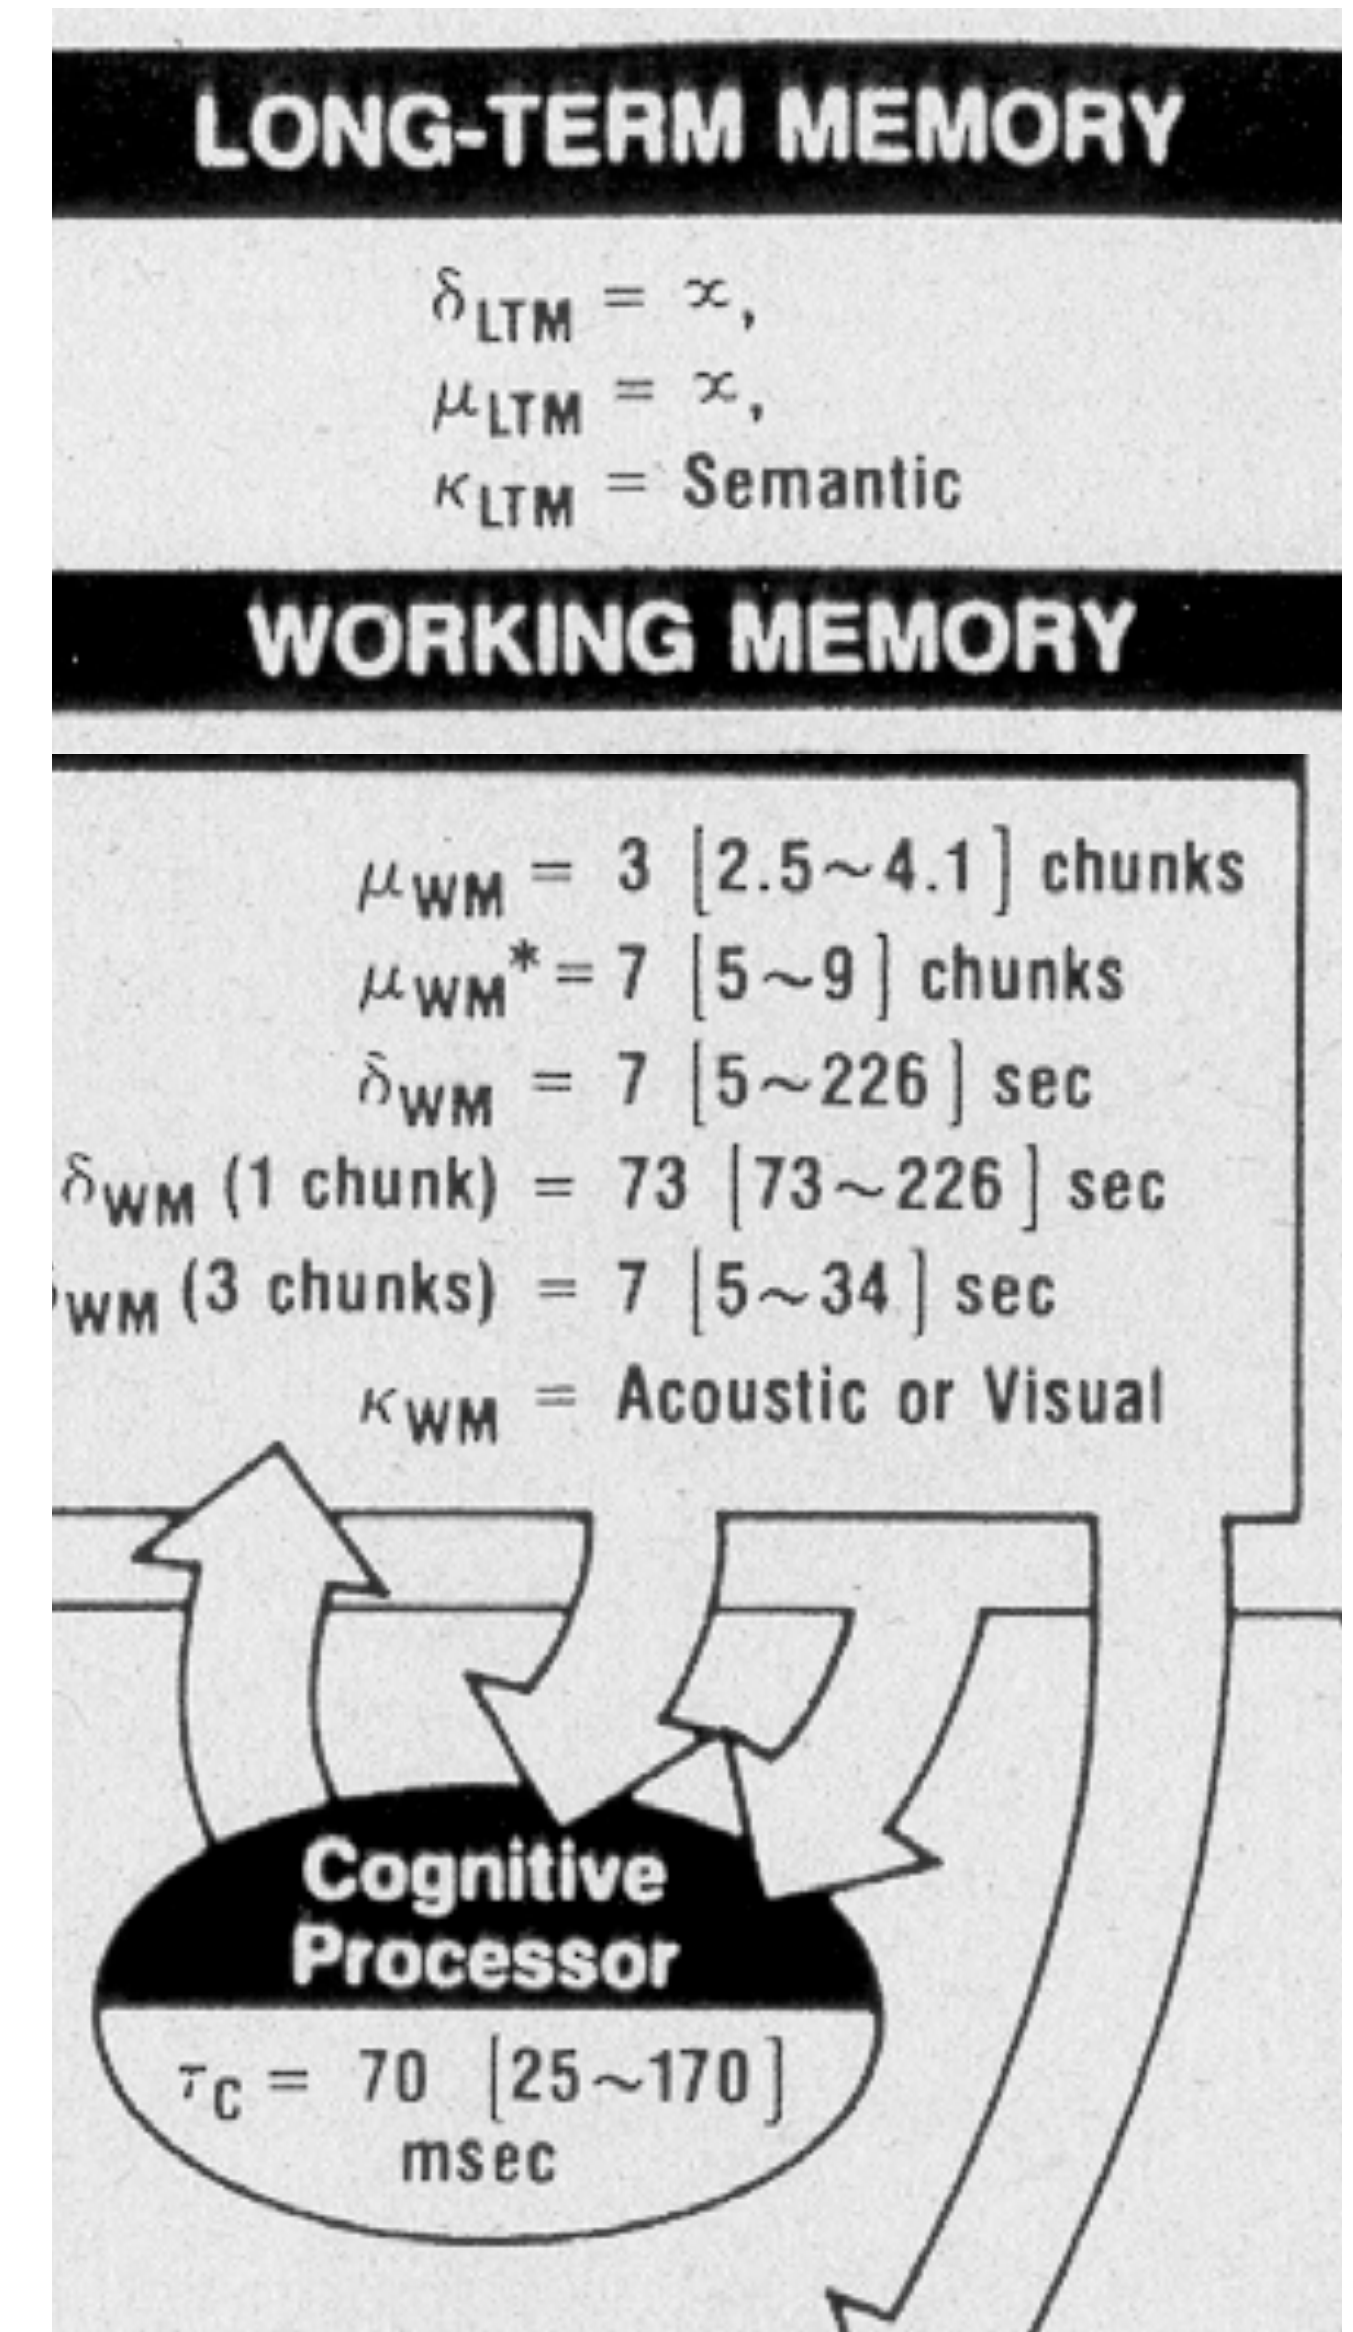 LONG-TERM MEMORY
δLTM = ∝,
μLTM = ∝,
κLTM = Semantic
WORKING MEMORY
μWM = 3 [2.5~4.1] chunks
μWM* = 7 [5~9] chunks
δWM = 7 [5~226] sec
δWM (1 chunk) = 73 [73~226] sec
WM (3 chunks) = 7 [5~34] sec
κWM = Acoustic or Visual
Cognitive
Processor
τC = 70 [25~170]
msec